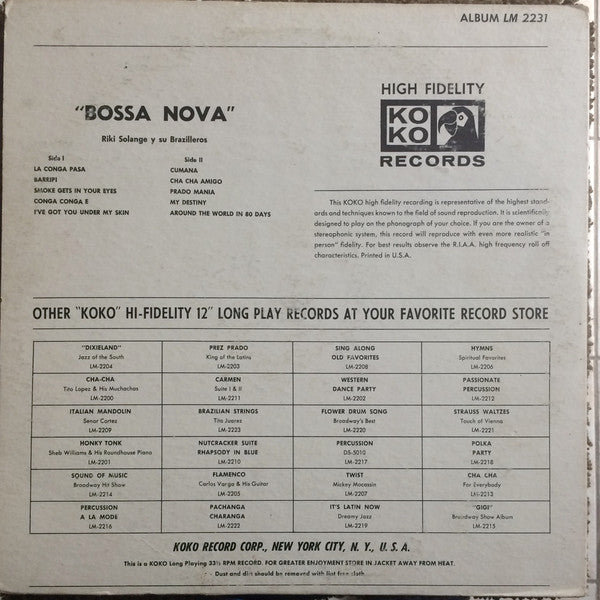 ALBUM LM 2231
HIGH FIDELITY
KO
KO
RECORDS
"BOSSA NOVA"
Riki Solange y su Brazilleros
Side I
LA CONGA PASA
BARRIPI
SMOKE GETS IN YOUR EYES
CONGA CONGA E
I'VE GOT YOU UNDER MY SKIN
Side II
CUMANA
CHA CHA AMIGO
PRADO MANIA
MY DESTINY
AROUND THE WORLD IN 80 DAYS
This KOKO high fidelity recording is representative of the highest stand-
ards and techniques known to the field of sound reproduction. It is scientifically
designed to play on the phonograph of your choice. If you are the owner of a
stereophonic system, this record will reproduce with even more realistic "in
person" fidelity. For best results observe the R.I.A.A. high frequency roll off
characteristics. Printed in U.S.A.
OTHER "KOKO" HI-FIDELITY 12" LONG PLAY RECORDS AT YOUR FAVORITE RECORD STORE
"DIXIELAND"
Jazz of the South
LM-2204
PREZ PRADO
King of the Latins
LM-2203
SING ALONG
OLD FAVORITES
LM-2208
HYMNS
Spiritual Favorites
LM-2206
CHA-CHA
Tito Lopez & His Muchachos
LM-2200
CARMEN
Suite I & II
LM-2211
WESTERN
DANCE PARTY
LM-2202
PASSIONATE
PERCUSSION
LM-2212
ITALIAN MANDOLIN
Senor Cortez
LM-2209
BRAZILIAN STRINGS
Tito Juarez
LM-2223
FLOWER DRUM SONG
Broadway's Best
LM-2220
STRAUSS WALTZES
Touch of Vienna
LM-2221
HONKY TONK
Sheb Williams & His Roundhouse Piano
LM-2201
NUTCRACKER SUITE
RHAPSODY IN BLUE
LM-2210
PERCUSSION
DS-5010
LM-2217
POLKA
PARTY
LM-2218
SOUND OF MUSIC
Broadway Hit Show
LM-2214
FLAMENCO
Carlos Varga & His Guitar
LM-2205
TWIST
Mickey Mocassin
LM-2207
CHA CHA
For Everybody
LM-2213
PERCUSSION
A LA MODE
LM-2216
PACHANGA
CHARANGA
LM-2222
IT'S LATIN NOW
Dreamy Jazz
LM-2219
"GIGI"
Broadway Show Album
LM-2215
KOKO RECORD CORP., NEW YORK CITY, N. Y., U. S. A.
This is a KOKO Long Playing 33⅓ RPM RECORD. FOR GREATER ENJOYMENT STORE IN JACKET AWAY FROM HEAT.
Dust and dirt should be removed with lint free cloth.